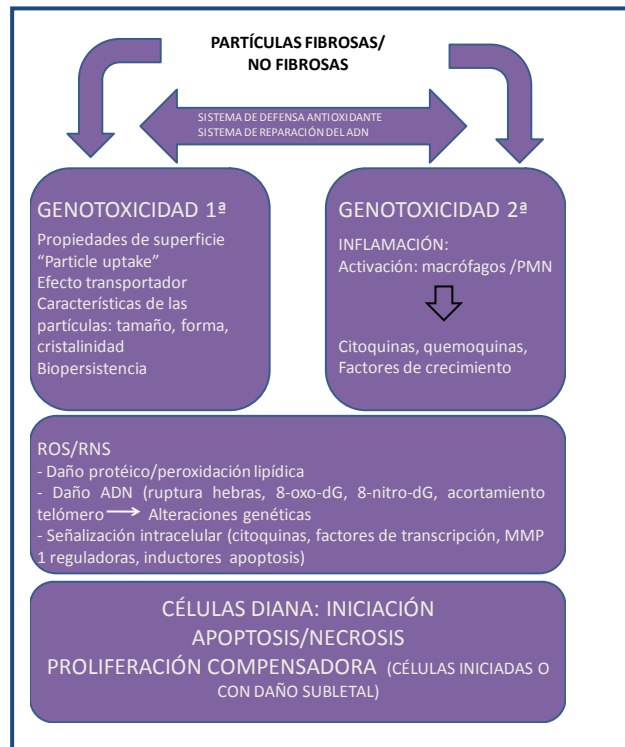 PARTÍCULAS FIBROSAS/
NO FIBROSAS
SISTEMA DE DEFENSA ANTIOXIDANTE
SISTEMA DE REPARACIÓN DEL ADN
GENOTOXICIDAD 1ª
Propiedades de superficie
“Particle uptake”
Efecto transportador
Características de las
partículas: tamaño, forma,
cristalinidad
Biopersistencia
GENOTOXICIDAD 2ª
INFLAMACIÓN:
Activación: macrófagos /PMN
Citoquinas, quemoquinas,
Factores de crecimiento
ROS/RNS
- Daño protéico/peroxidación lipídica
- Daño ADN (ruptura hebras, 8-oxo-dG, 8-nitro-dG, acortamiento
telómero → Alteraciones genéticas
- Señalización intracelular (citoquinas, factores de transcripción, MMP
1 reguladoras, inductores apoptosis)
CÉLULAS DIANA: INICIACIÓN
APOPTOSIS/NECROSIS
PROLIFERACIÓN COMPENSADORA (CÉLULAS INICIADAS O
CON DAÑO SUBLETAL)